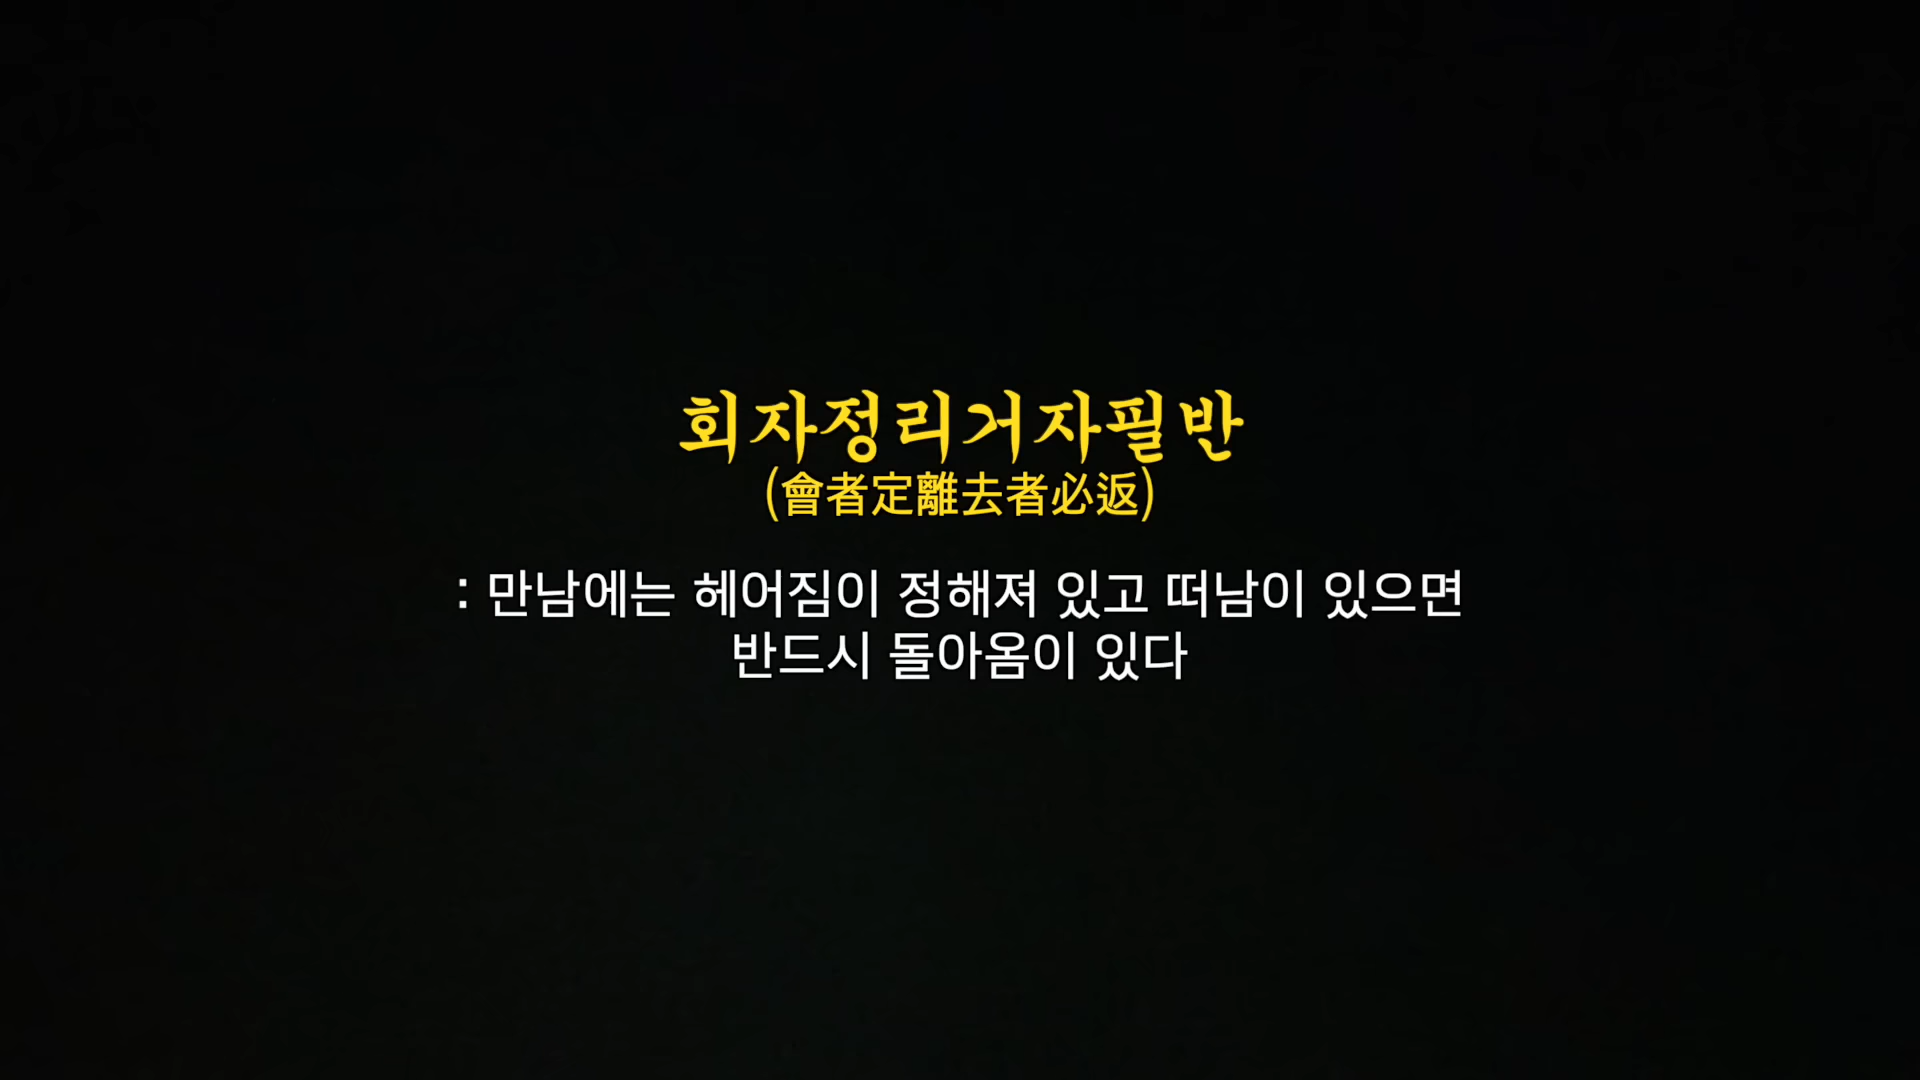 회자정리거자필반
(會者定離去者必返)
: 만남에는 헤어짐이 정해져 있고 떠남이 있으면
반드시 돌아옴이 있다